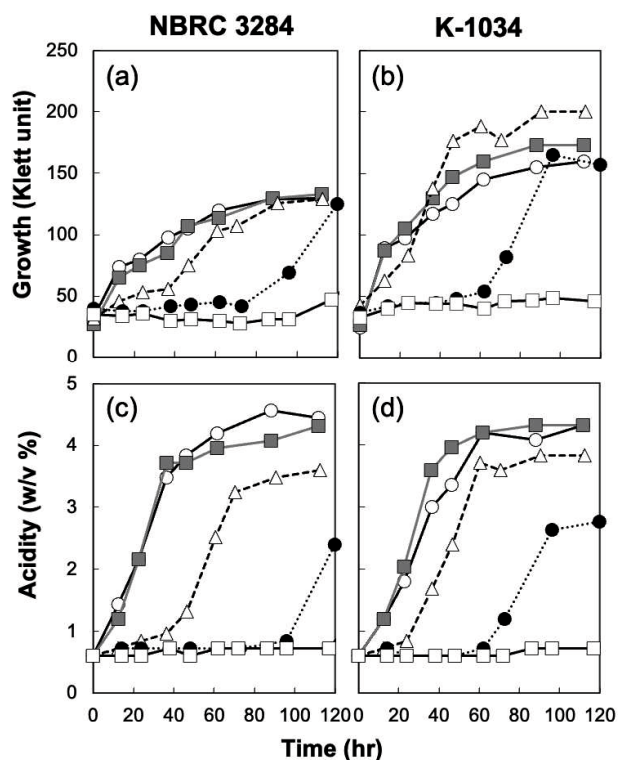 NBRC 3284 K-1034
(a) (b)
Growth (Klett unit)
250
200
150
100
50
0
(c) (d)
Acidity (w/v %)
5
4
3
2
1
0
0 20 40 60 80 100 120 0 20 40 60 80 100 120
Time (hr)